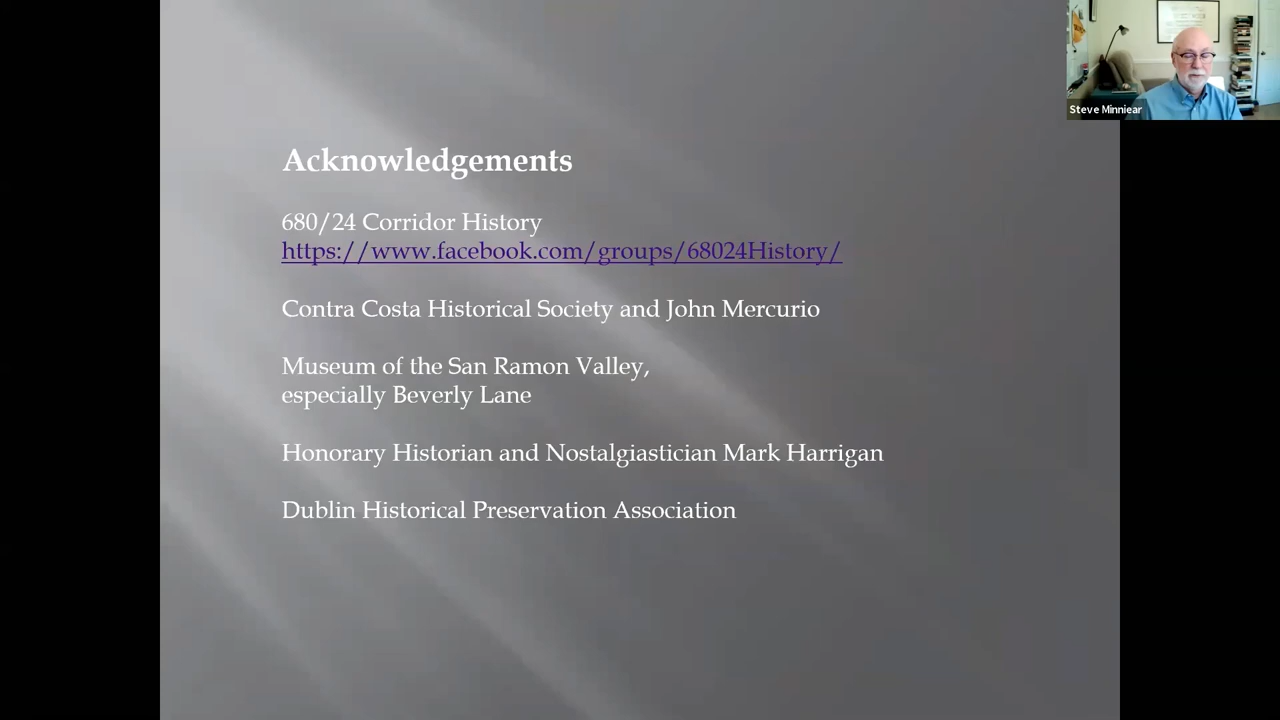 Acknowledgements
680/24 Corridor History
https://www.facebook.com/groups/68024History/
Contra Costa Historical Society and John Mercurio
Museum of the San Ramon Valley,
especially Beverly Lane
Honorary Historian and Nostalgiastician Mark Harrigan
Dublin Historical Preservation Association
Steve Minniear